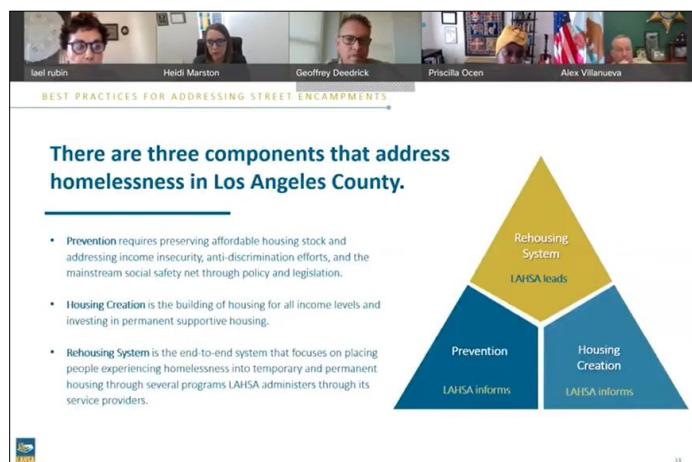 lael rubin
Heidi Marston
Geoffrey Deedrick
Priscilla Ocen
Alex Villanueva
BEST PRACTICES FOR ADDRESSING STREET ENCAMPMENTS
There are three components that address
homelessness in Los Angeles County.
• Prevention requires preserving affordable housing stock and
addressing income insecurity, anti-discrimination efforts, and the
mainstream social safety net through policy and legislation.
• Housing Creation is the building of housing for all income levels and
investing in permanent supportive housing.
• Rehousing System is the end-to-end system that focuses on placing
people experiencing homelessness into temporary and permanent
housing through several programs LAHSA administers through its
service providers.
Rehousing
System
LAHSA leads
Prevention
LAHSA informs
Housing
Creation
LAHSA informs
LAHSA